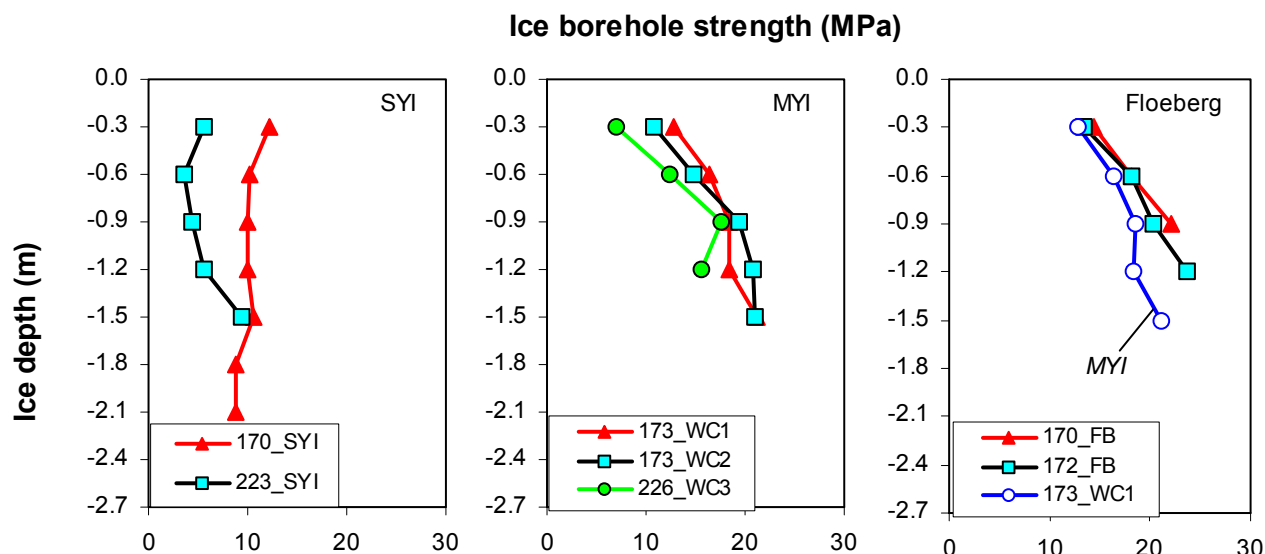 Ice borehole strength (MPa)
Ice depth (m)
SYI
0.0
-0.3
-0.6
-0.9
-1.2
-1.5
-1.8
-2.1
-2.4
-2.7
170_SYI
223_SYI
0 10 20 30
MYI
0.0
-0.3
-0.6
-0.9
-1.2
-1.5
-1.8
-2.1
-2.4
-2.7
173_WC1
173_WC2
226_WC3
0 10 20 30
Floeberg
0.0
-0.3
-0.6
-0.9
-1.2
-1.5
-1.8
-2.1
-2.4
-2.7
MYI
170_FB
172_FB
173_WC1
0 10 20 30